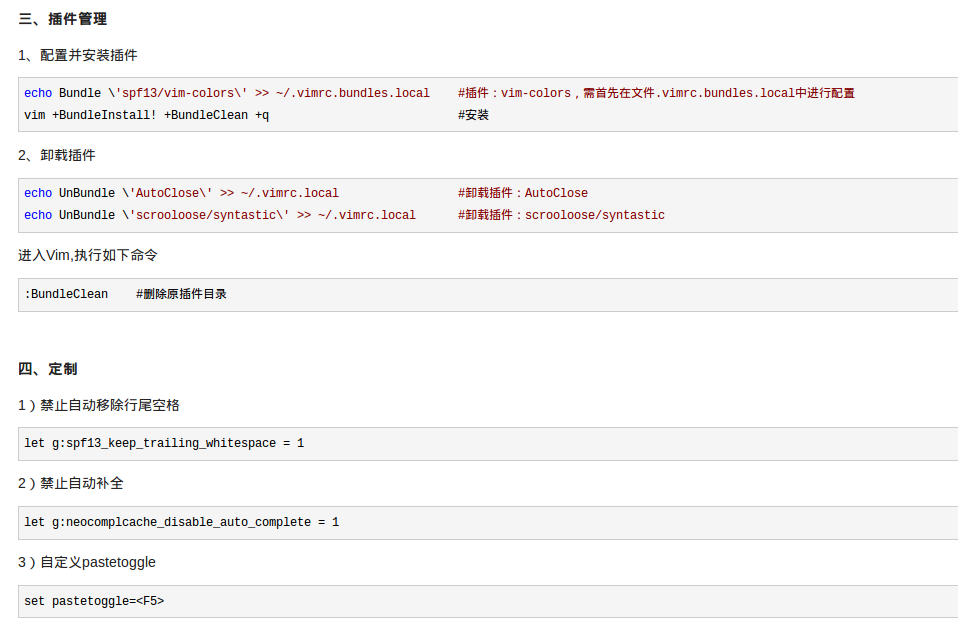 三、插件管理
1、配置并安装插件
echo Bundle \'spf13/vim-colors\' >> ~/.vimrc.bundles.local    #插件：vim-colors，需首先在文件.vimrc.bundles.local中进行配置
vim +BundleInstall! +BundleClean +q                           #安装
2、卸载插件
echo UnBundle \'AutoClose\' >> ~/.vimrc.local                 #卸载插件：AutoClose
echo UnBundle \'scrooloose/syntastic\' >> ~/.vimrc.local      #卸载插件：scrooloose/syntastic
进入Vim,执行如下命令
:BundleClean    #删除原插件目录
四、定制
1）禁止自动移除行尾空格
let g:spf13_keep_trailing_whitespace = 1
2）禁止自动补全
let g:neocomplcache_disable_auto_complete = 1
3）自定义pastetoggle
set pastetoggle=<F5>